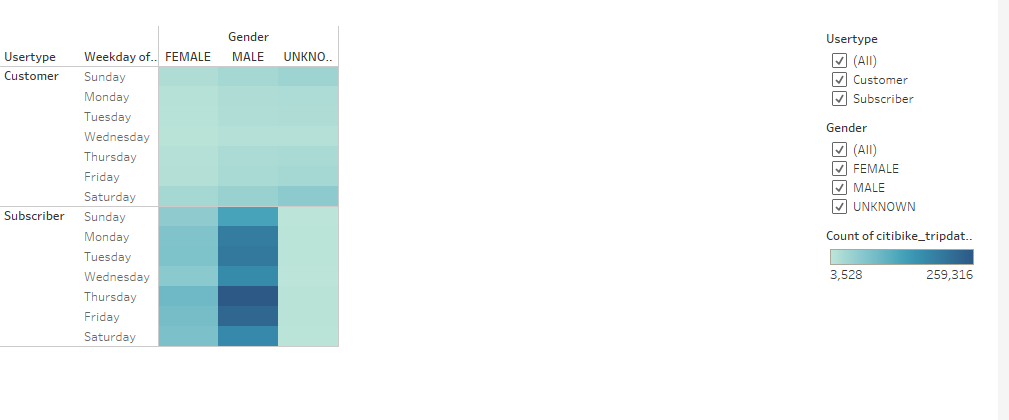 Gender
Usertype Weekday of.. FEMALE MALE UNKNO..
Customer Sunday
Monday
Tuesday
Wednesday
Thursday
Friday
Saturday
Subscriber Sunday
Monday
Tuesday
Wednesday
Thursday
Friday
Saturday
Usertype
(All)
Customer
Subscriber
Gender
(All)
FEMALE
MALE
UNKNOWN
Count of citibike_tripdat..
3,528 259,316